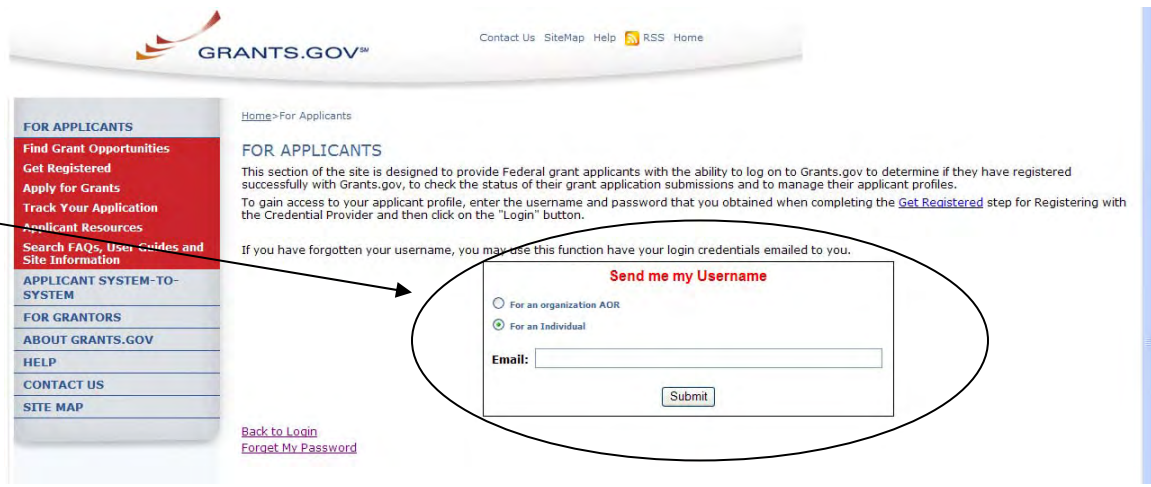 GRANTS.GOV℠
Contact Us SiteMap Help RSS Home
FOR APPLICANTS
Find Grant Opportunities
Get Registered
Apply for Grants
Track Your Application
Applicant Resources
Search FAQs, User Guides and
Site Information
APPLICANT SYSTEM-TO-
SYSTEM
FOR GRANTORS
ABOUT GRANTS.GOV
HELP
CONTACT US
SITE MAP
Home>For Applicants
FOR APPLICANTS
This section of the site is designed to provide Federal grant applicants with the ability to log on to Grants.gov to determine if they have registered
successfully with Grants.gov, to check the status of their grant application submissions and to manage their applicant profiles.
To gain access to your applicant profile, enter the username and password that you obtained when completing the Get Registered step for Registering with
the Credential Provider and then click on the "Login" button.
If you have forgotten your username, you may use this function have your login credentials emailed to you.
Send me my Username
For an organization AOR
For an Individual
Email:
Submit
Back to Login
Forget My Password